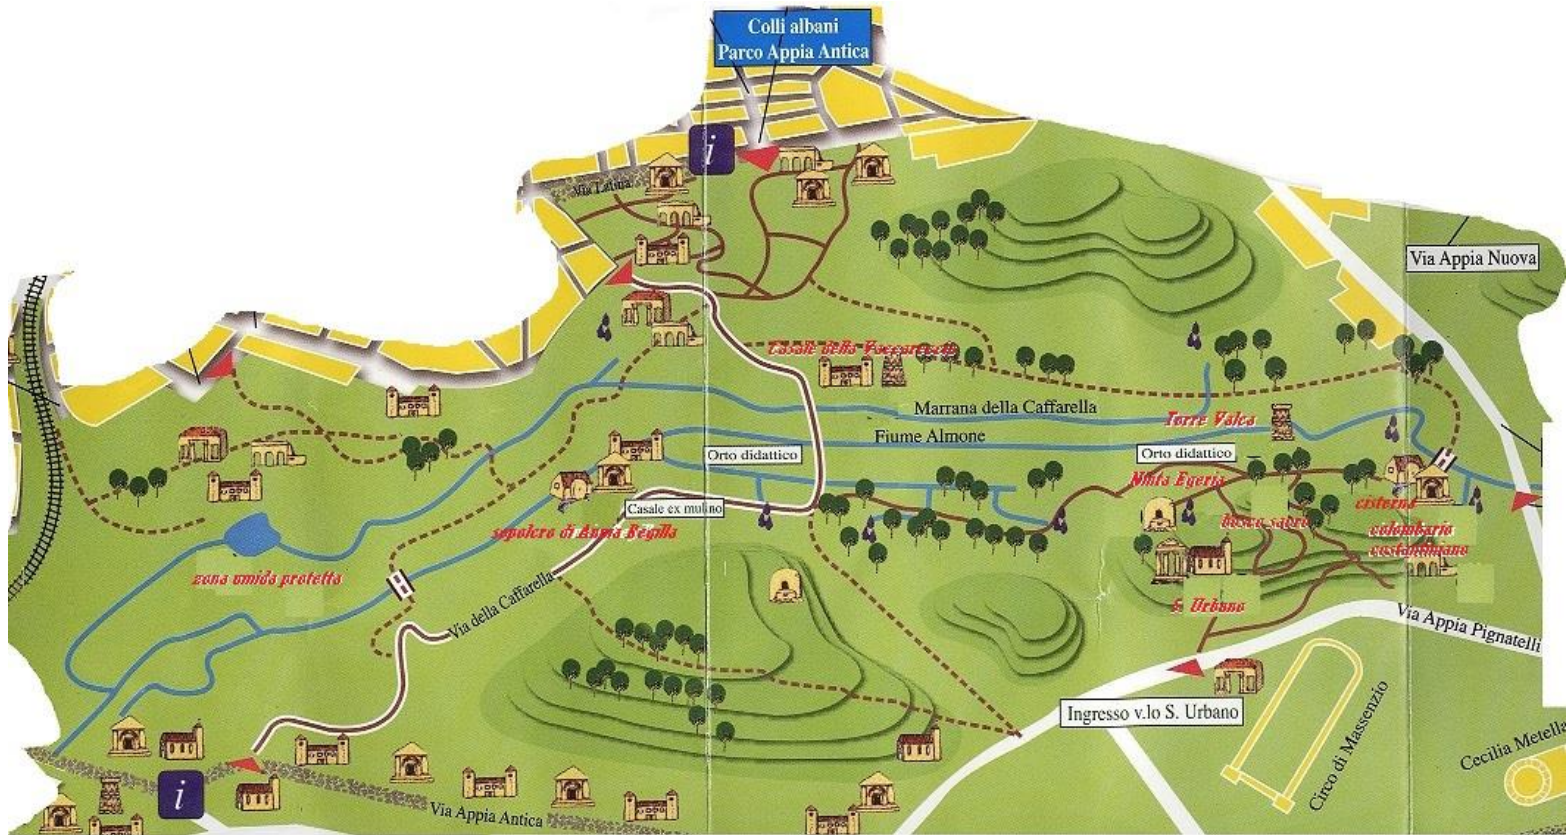 Colli albani
Parco Appia Antica
i
Via Latina
Via Appia Nuova
Casale della Vaccareccia
Marrana della Caffarella
Torre Valca
Fiume Almone
Orto didattico
Orto didattico
Ninfa Egeria
Casale ex mulino
cisterna
bosco sacro
colombario
costantiniano
sepolcro di Annia Regilla
zona umida protetta
Via della Caffarella
S. Urbano
Via Appia Pignatelli
Ingresso v.lo S. Urbano
Circo di Massenzio
Cecilia Metella
i
Via Appia Antica